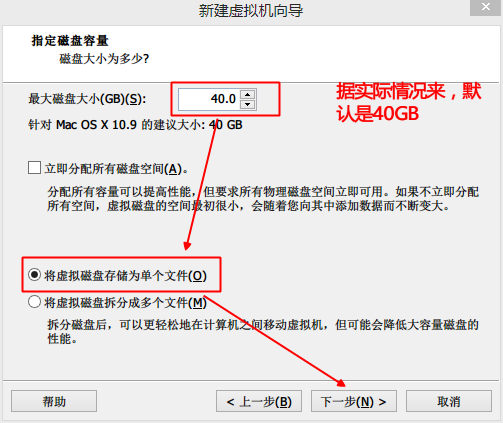 新建虚拟机向导
指定磁盘容量
磁盘大小为多少?
最大磁盘大小(GB)(S): 40.0
据实际情况来，默
认是40GB
针对 Mac OS X 10.9 的建议大小: 40 GB
立即分配所有磁盘空间(A)。
分配所有容量可以提高性能，但要求所有物理磁盘空间立即可用。如果不立即分配
所有空间，虚拟磁盘的空间最初很小，会随着您向其中添加数据而不断变大。
将虚拟磁盘存储为单个文件(O)
将虚拟磁盘拆分成多个文件(M)
拆分磁盘后，可以更轻松地在计算机之间移动虚拟机，但可能会降低大容量磁盘的
性能。
帮助 < 上一步(B) 下一步(N) > 取消